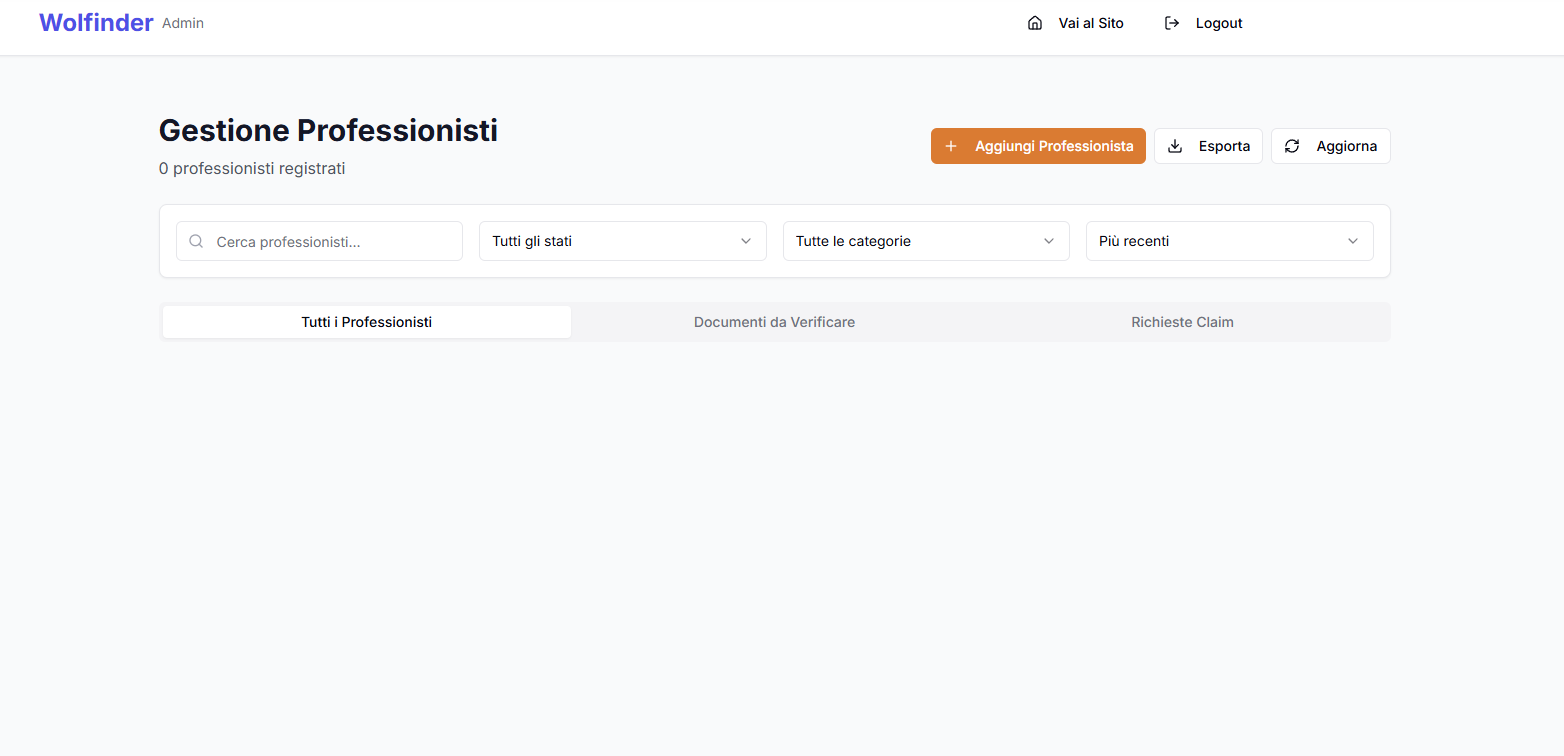 Wolfinder Admin
Vai al Sito
Logout
Gestione Professionisti
0 professionisti registrati
Aggiungi Professionista
Esporta
Aggiorna
Cerca professionisti...
Tutti gli stati
Tutte le categorie
Più recenti
Tutti i Professionisti
Documenti da Verificare
Richieste Claim